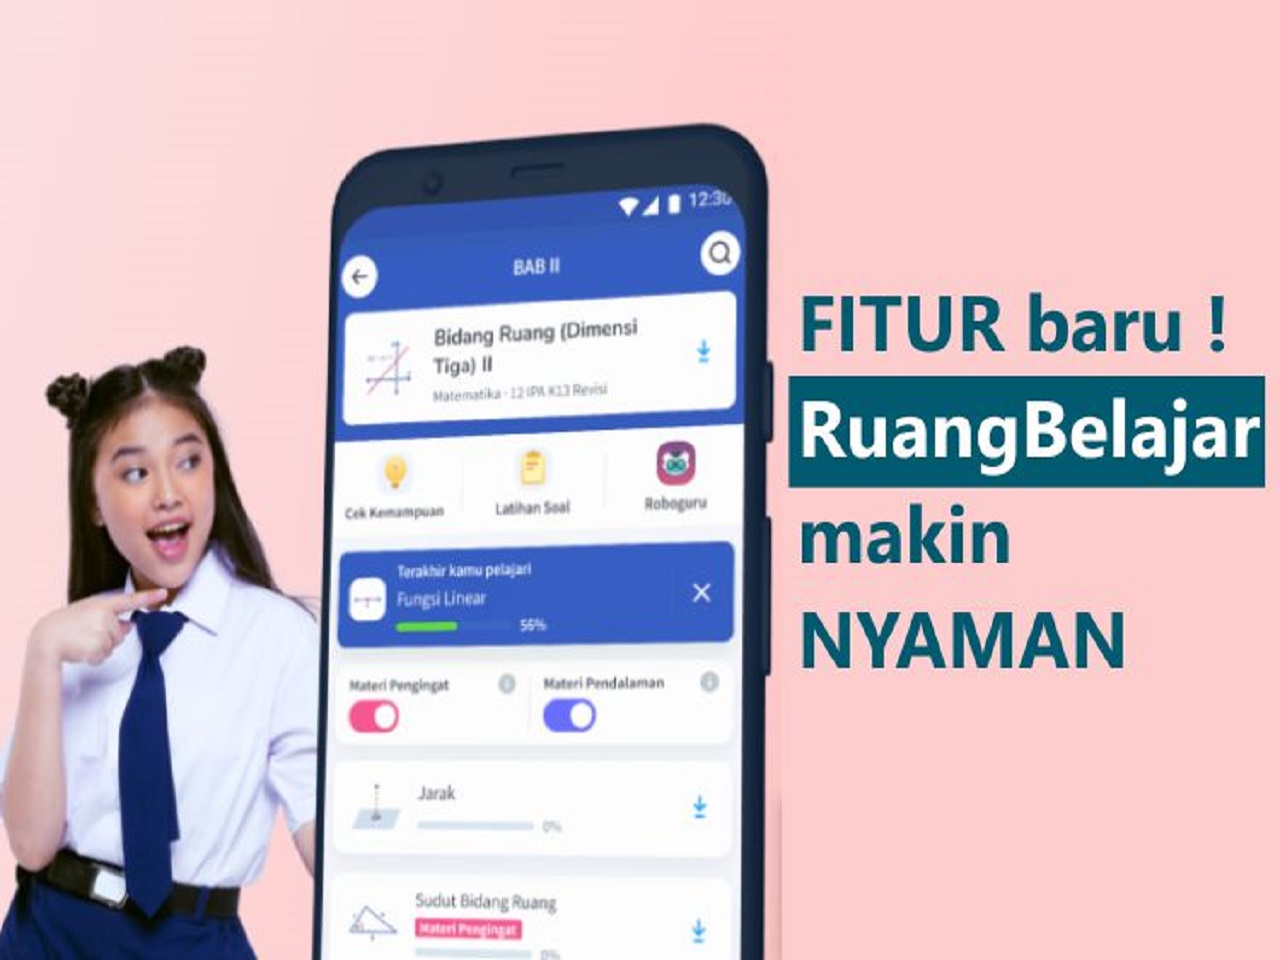 12:30
BAB II
Bidang Ruang (Dimensi
Tiga) II
Matematika - 12 IPA K13 Revisi
Cek Kemampuan
Latihan Soal
Roboguru
Terakhir kamu pelajari
Fungsi Linear
56%
Materi Pengingat
Materi Pendalaman
Jarak
0%
Sudut Bidang Ruang
Materi Pengingat
0%
FITUR baru !
RuangBelajar
makin
NYAMAN